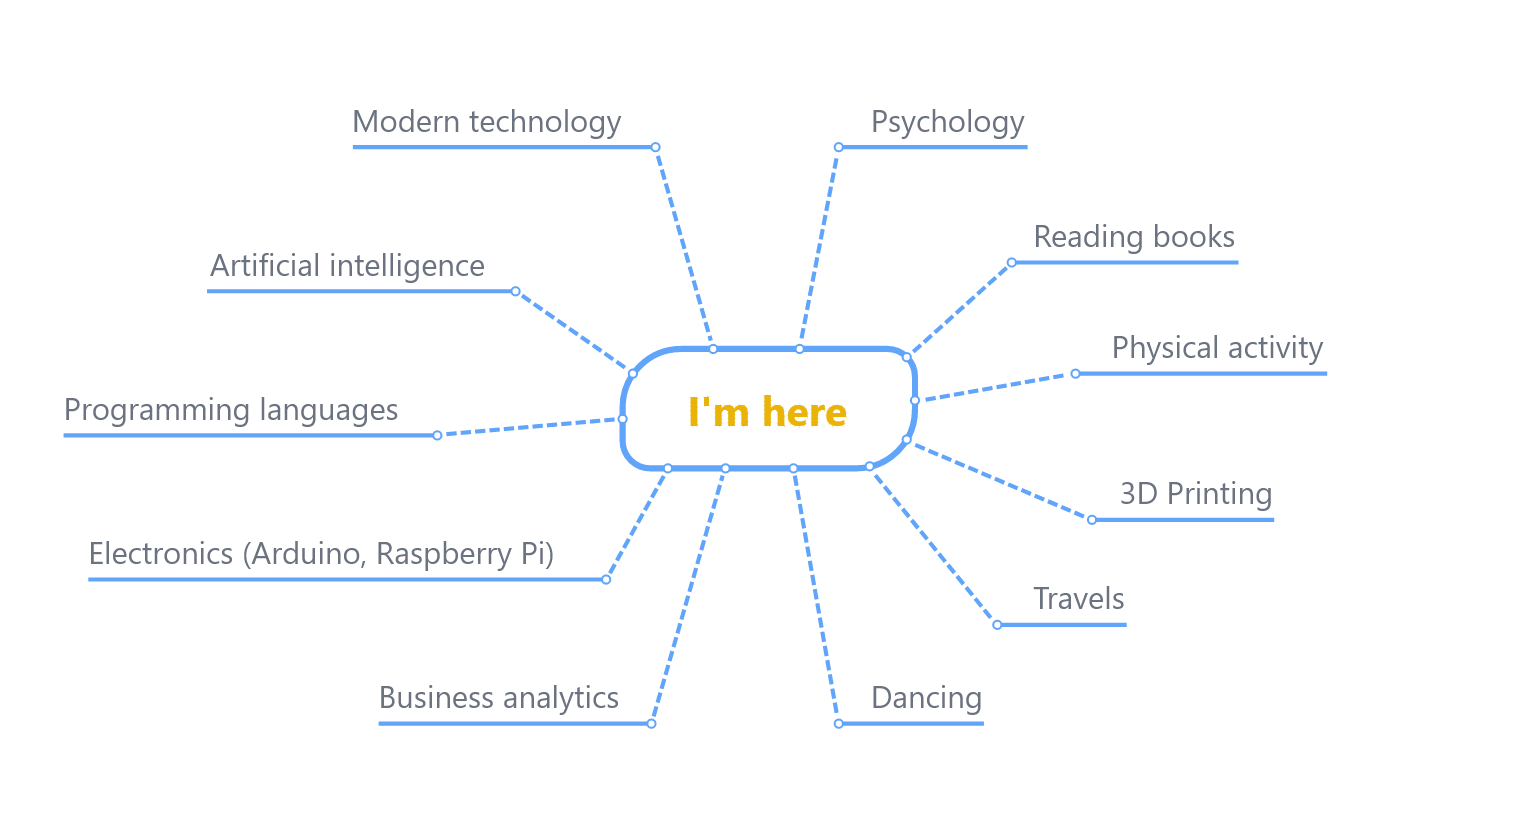 Modern technology
Psychology
Reading books
Artificial intelligence
Physical activity
Programming languages
I'm here
3D Printing
Electronics (Arduino, Raspberry Pi)
Travels
Business analytics
Dancing